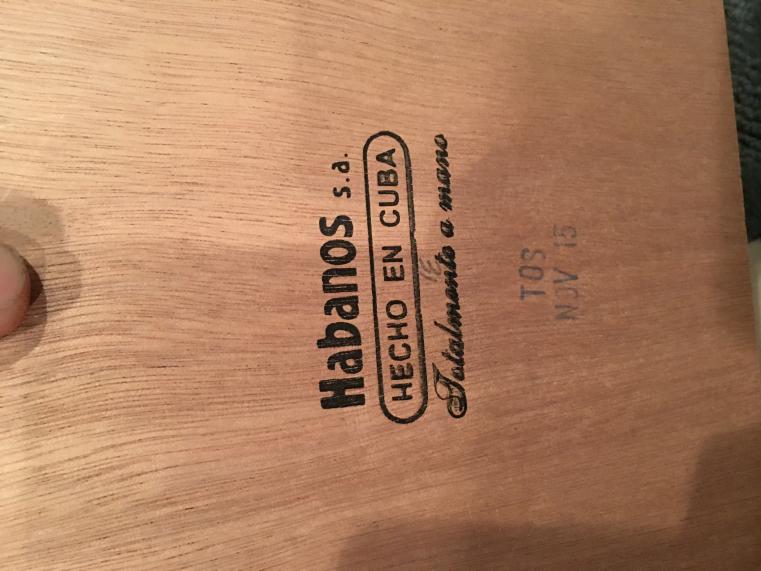 Habanos s.a.
HECHO EN CUBA
Totalmente a mano
TOS
NOV 15